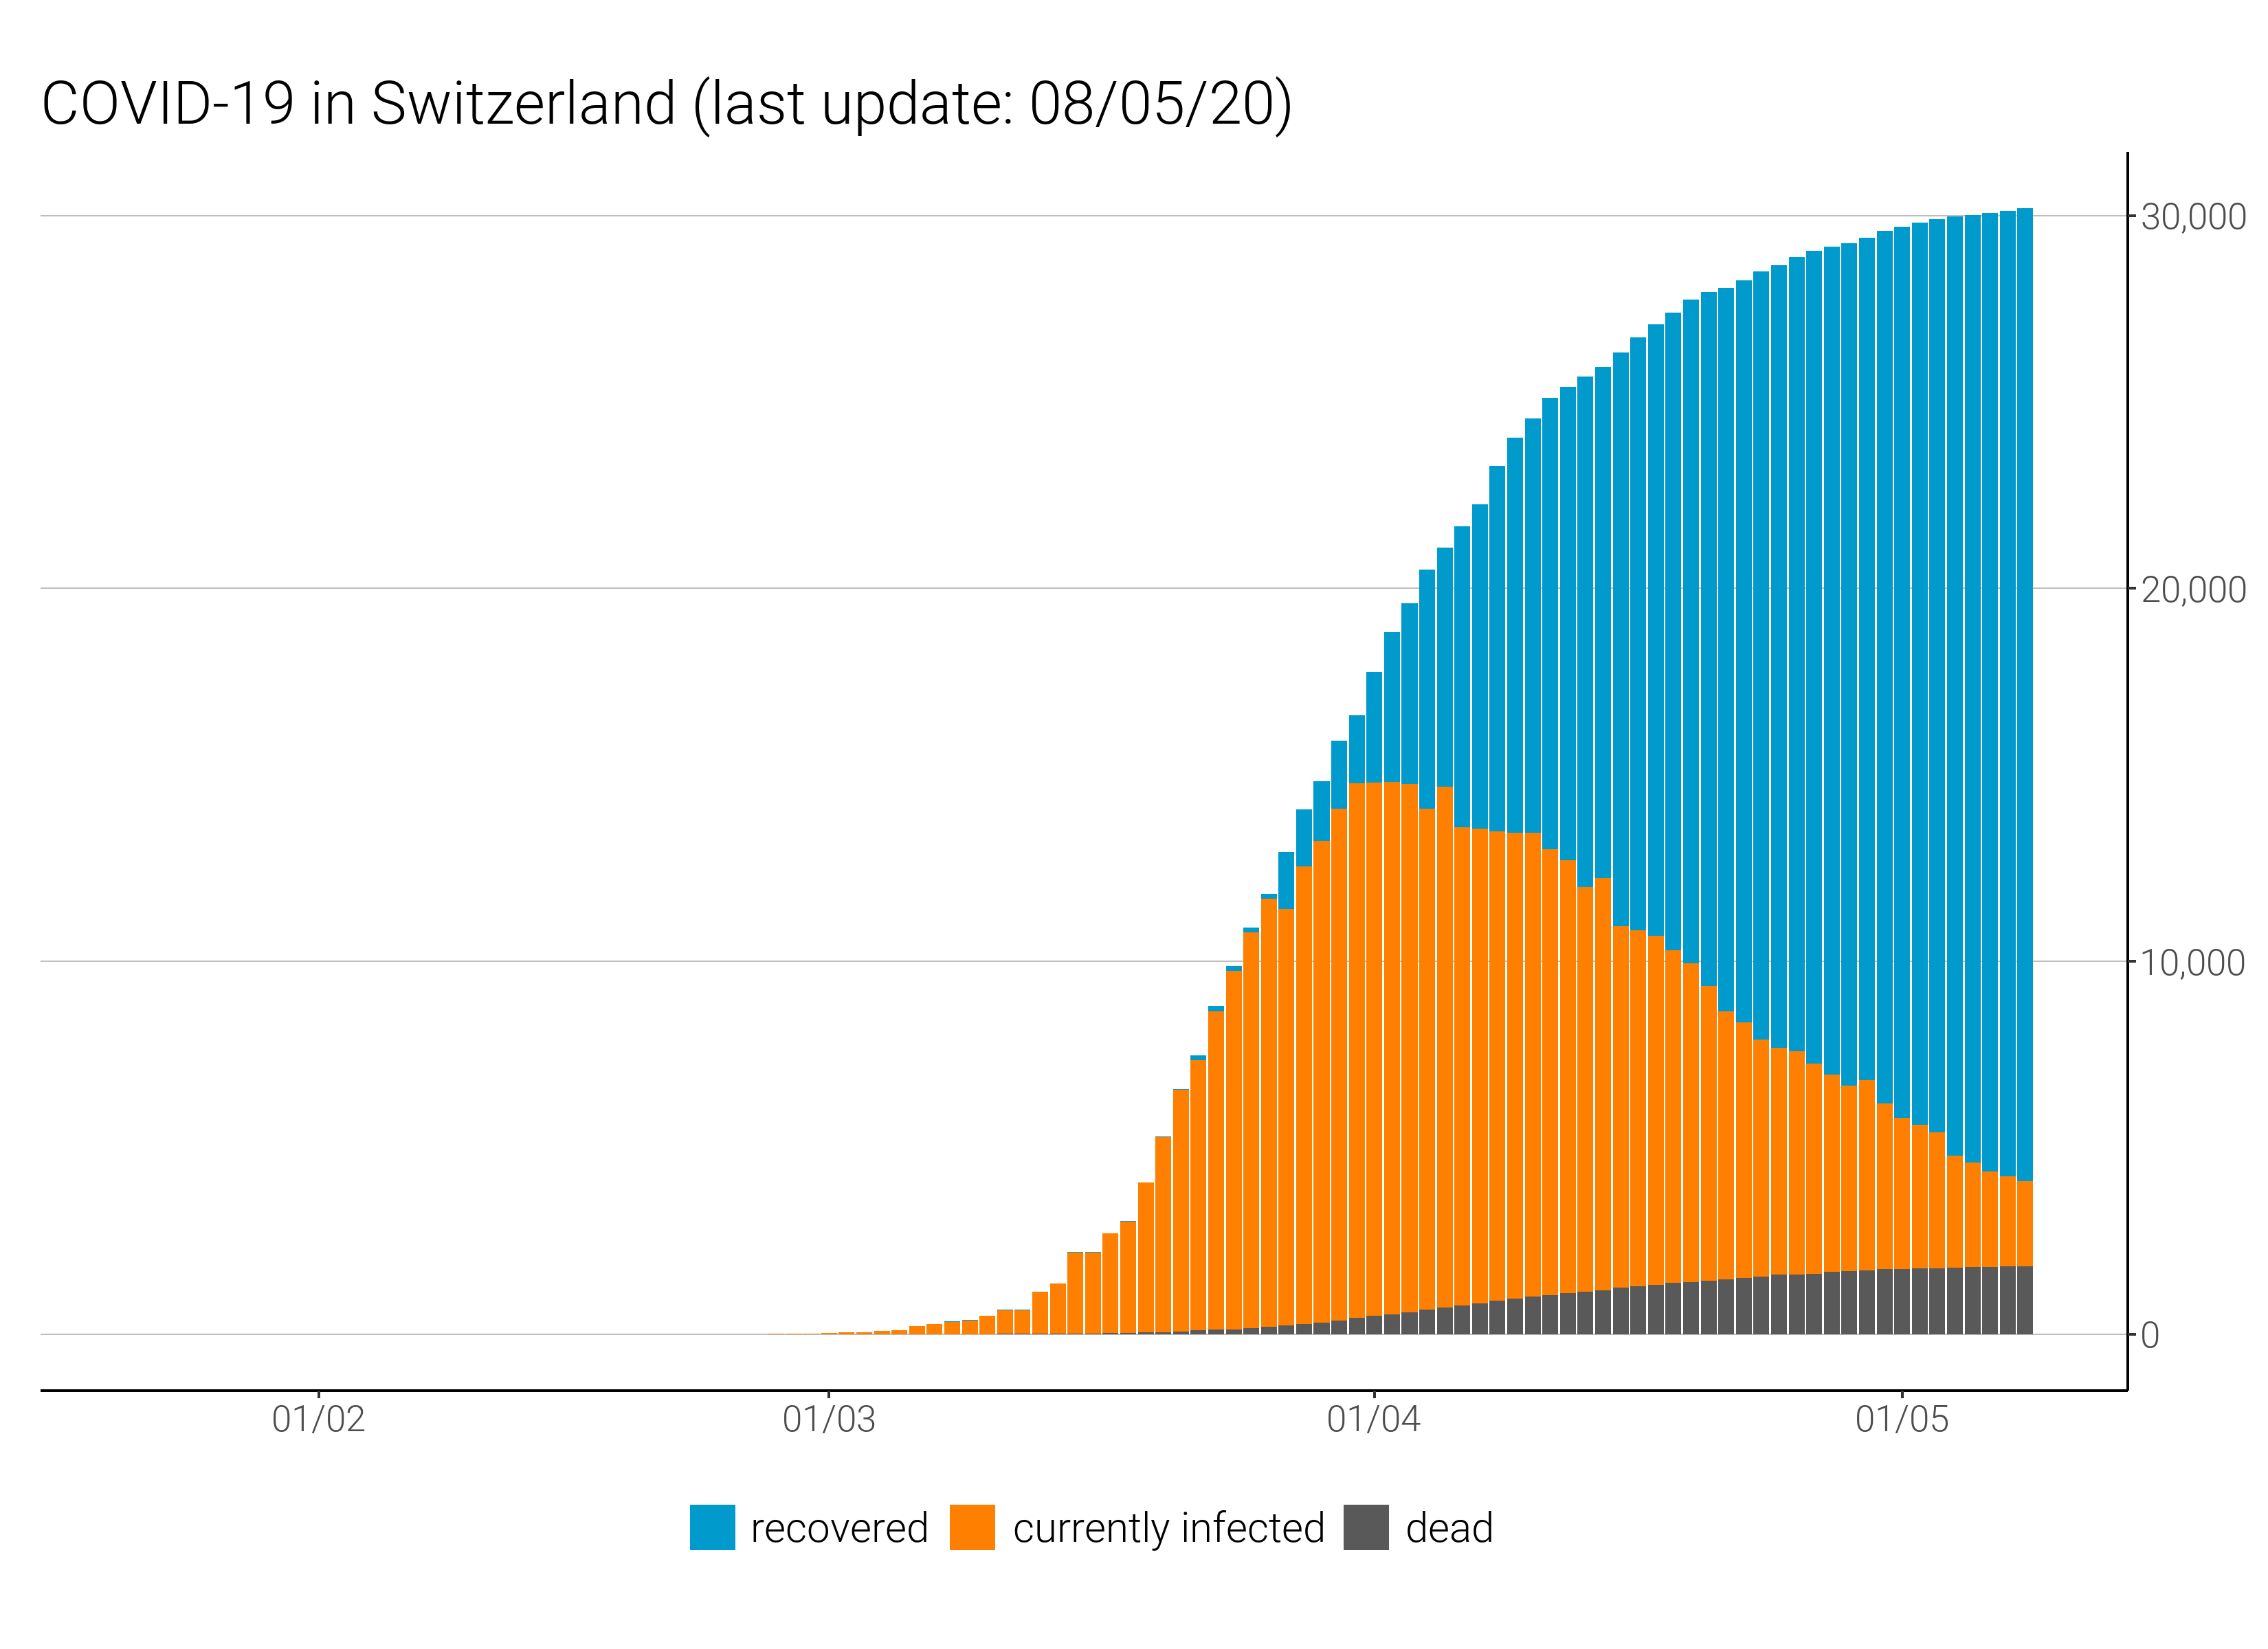 COVID-19 in Switzerland (last update: 08/05/20)
30,000
20,000
10,000
0
01/02 01/03 01/04 01/05
recovered currently infected dead